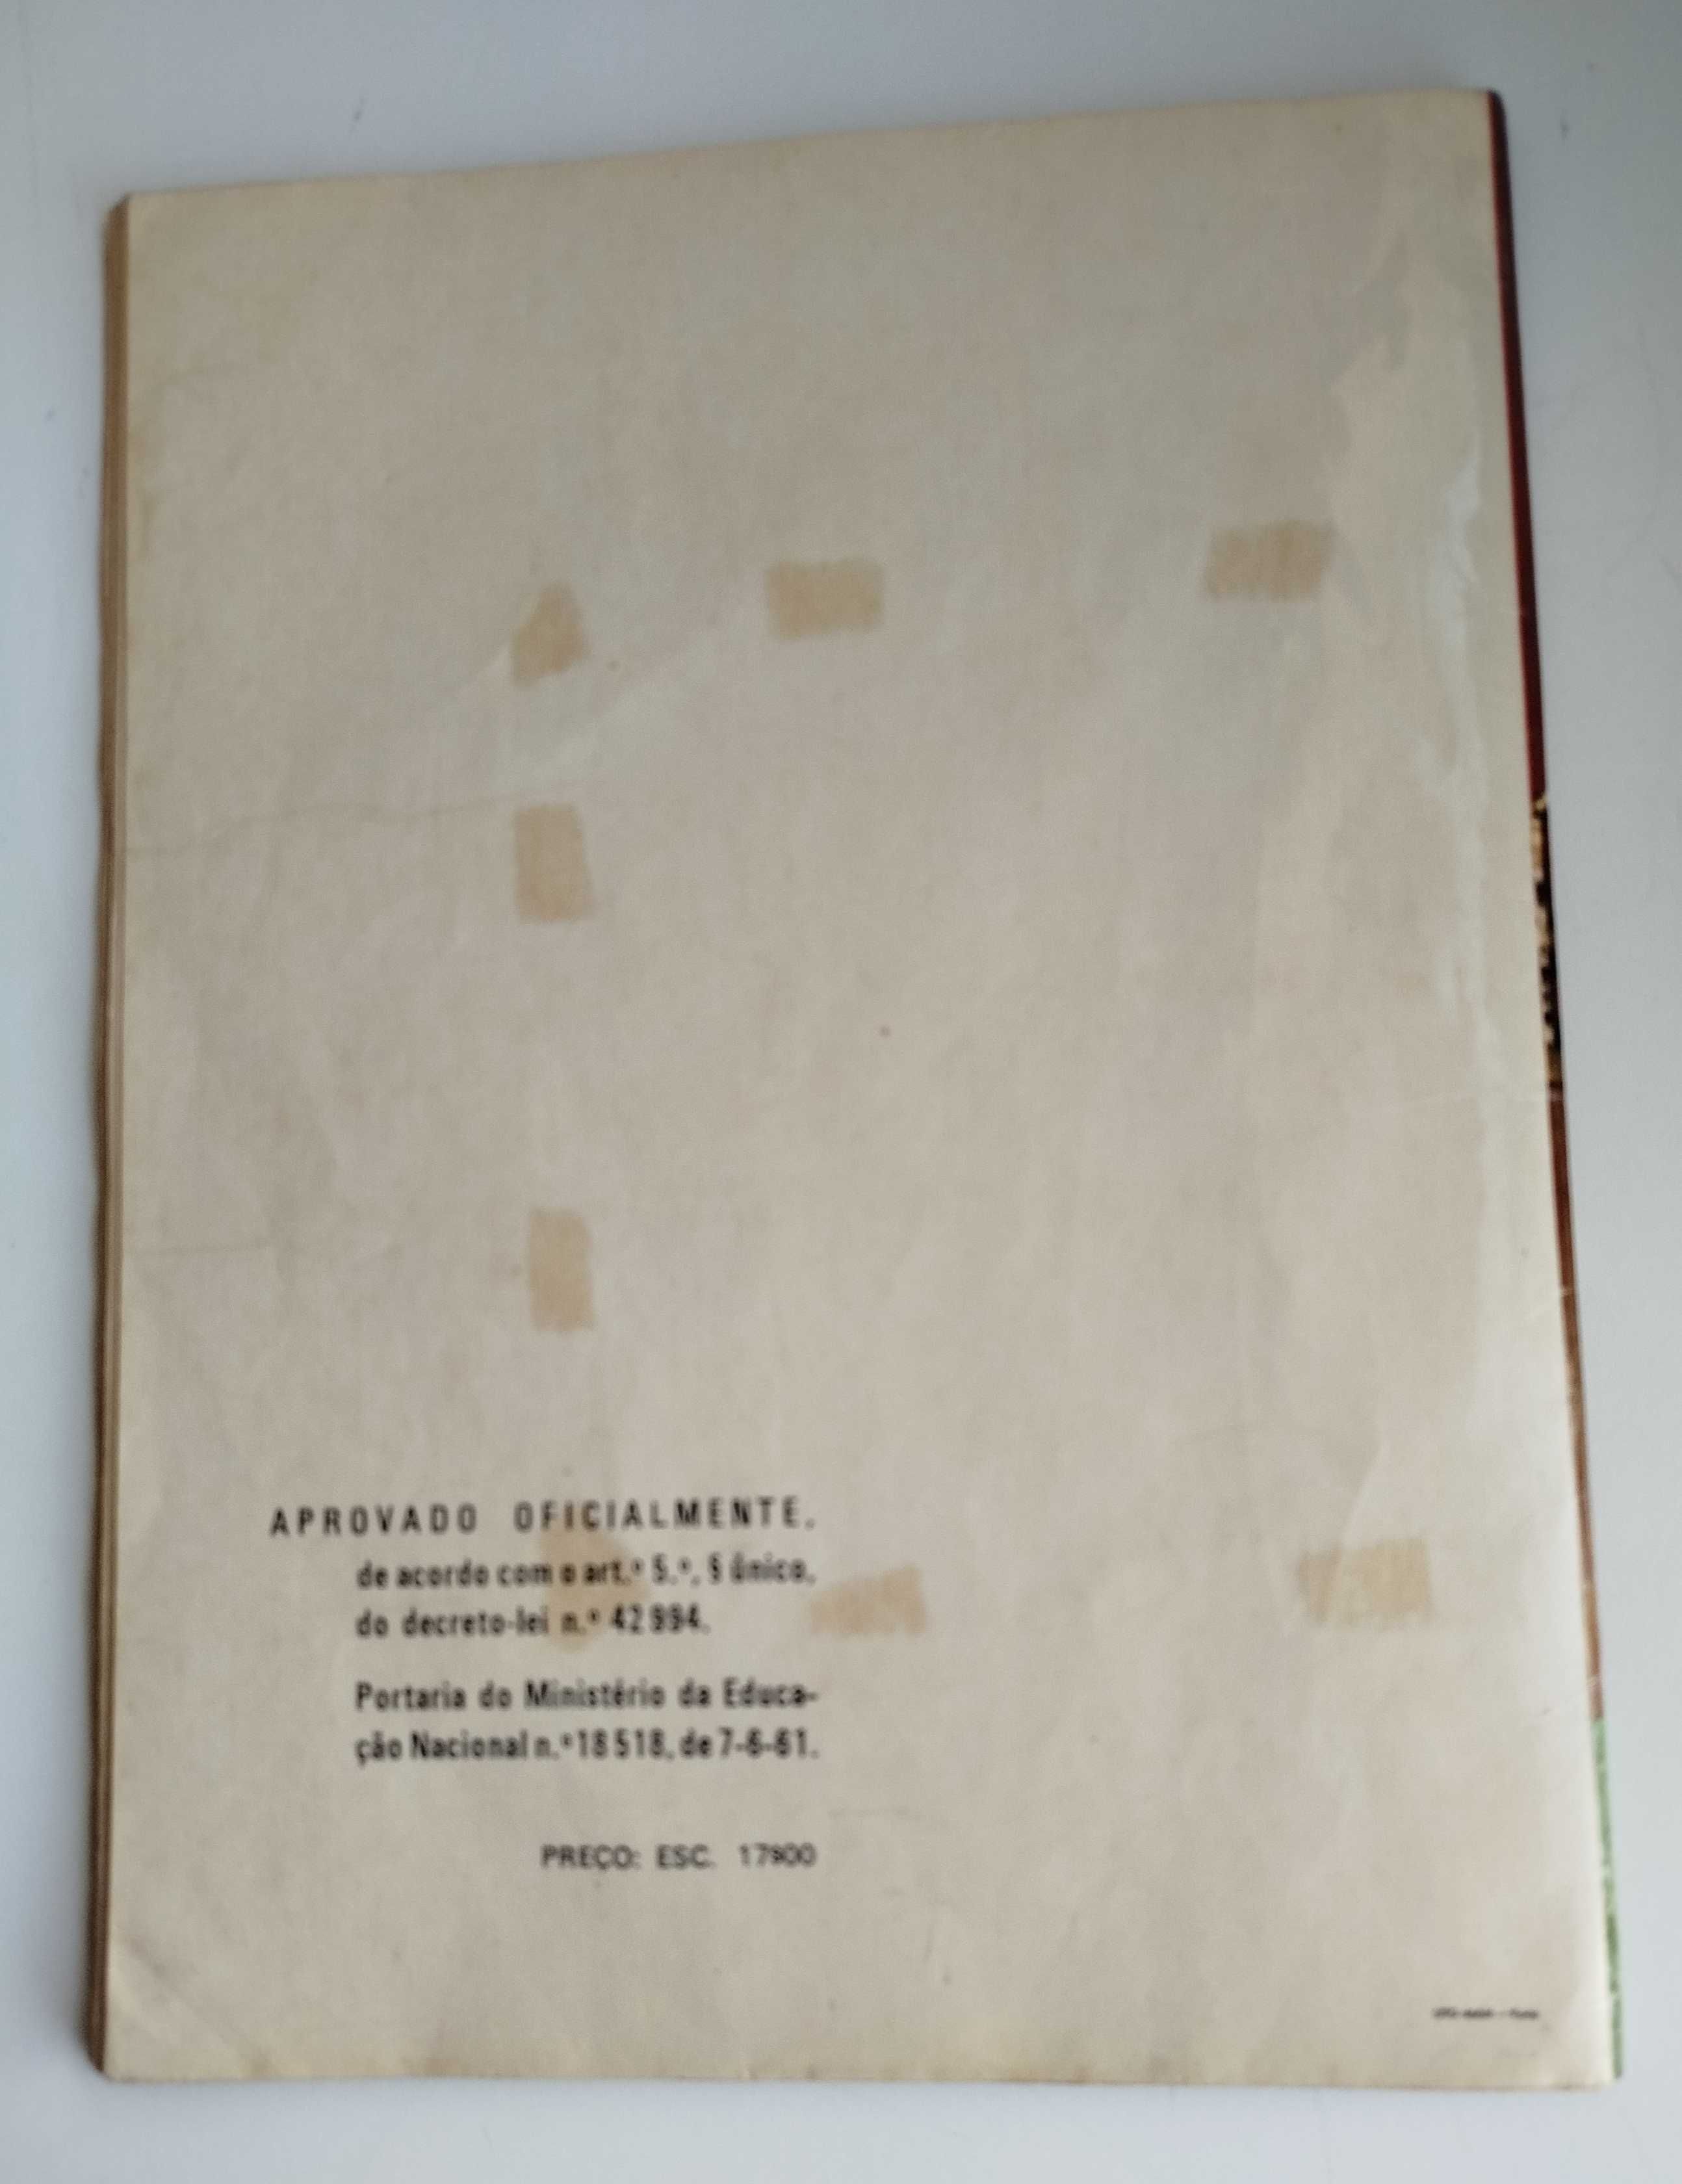 APROVADO OFICIALMENTE,
de acordo com o art.º 5.º, § único,
do decreto-lei n.º 42 994.
Portaria do Ministério da Educa-
ção Nacional n.º 18 518, de 7-6-61.
PREÇO: ESC. 17$00